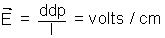 E⃗ = ddp / l = volts / cm